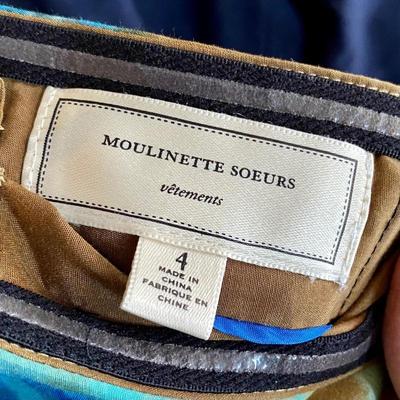 MOULINETTE SOEURS
vêtements
4
MADE IN
CHINA
FABRIQUE EN
CHINE